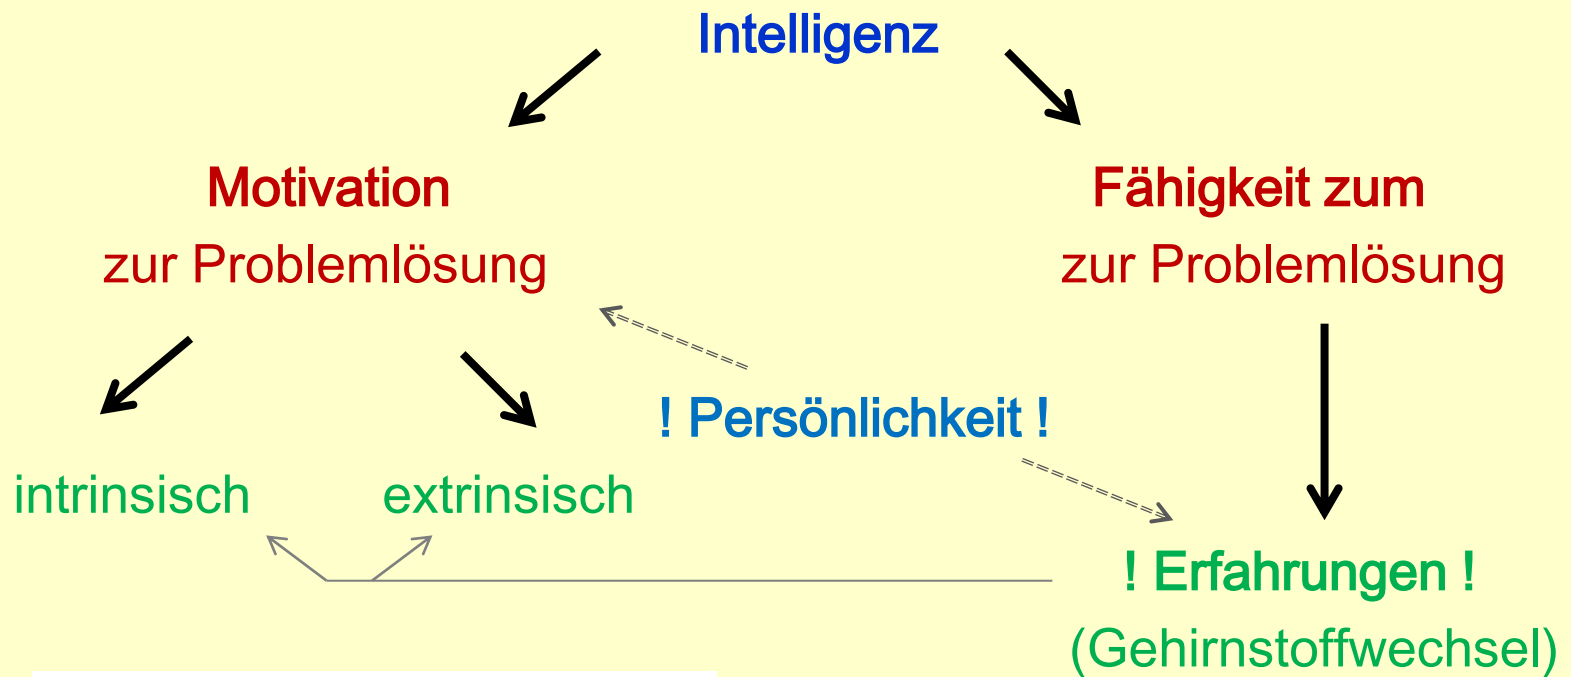 Intelligenz
Motivation
zur Problemlösung
Fähigkeit zum
zur Problemlösung
! Persönlichkeit !
intrinsisch
extrinsisch
! Erfahrungen !
(Gehirnstoffwechsel)